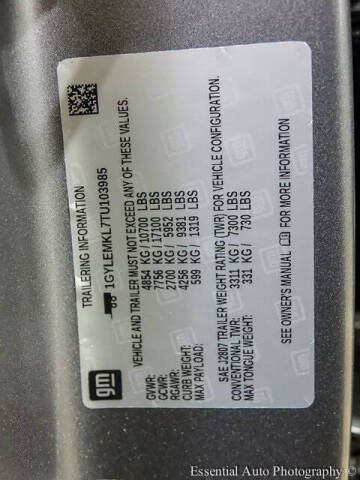 TRAILERING INFORMATION
1GYLEMKL7TU103985
VEHICLE AND TRAILER MUST NOT EXCEED ANY OF THESE VALUES.
GVWR: 4854 KG / 10700 LBS
GCWR: 7756 KG / 17100 LBS
RGAWR: 2700 KG / 5952 LBS
CURB WEIGHT: 4256 KG / 9381 LBS
MAX PAYLOAD: 599 KG / 1319 LBS
SAE J2807 TRAILER WEIGHT RATING (TWR) FOR VEHICLE CONFIGURATION.
CONVENTIONAL TWR: 3311 KG / 7300 LBS
MAX TONGUE WEIGHT: 331 KG / 730 LBS
SEE OWNER'S MANUAL FOR MORE INFORMATION
gm
Essential Auto Photography©